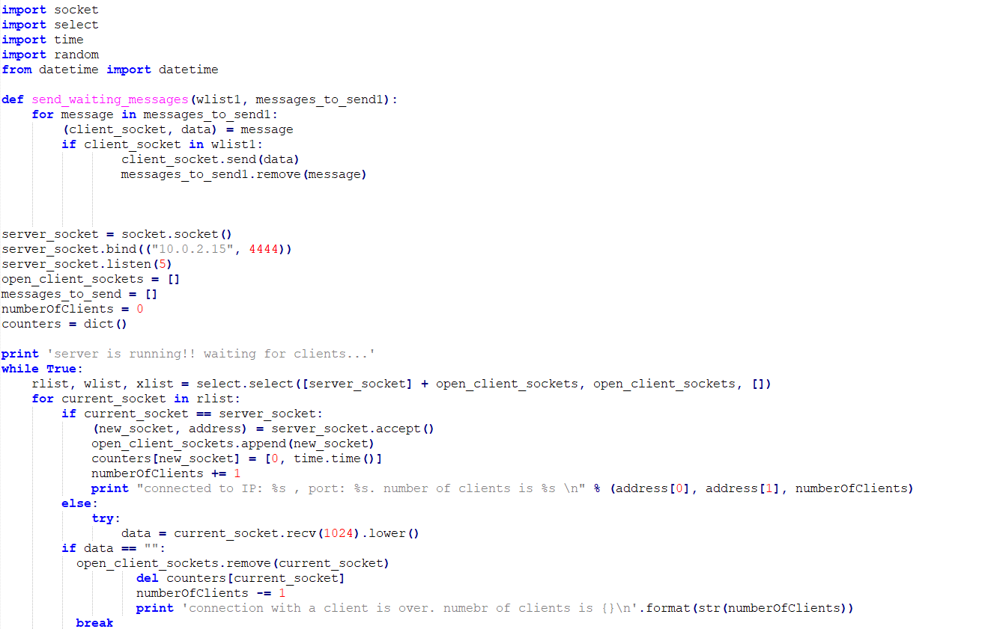 import socket
import select
import time
import random
from datetime import datetime

def send_waiting_messages(wlist1, messages_to_send1):
    for message in messages_to_send1:
        (client_socket, data) = message
        if client_socket in wlist1:
                client_socket.send(data)
                messages_to_send1.remove(message)

server_socket = socket.socket()
server_socket.bind(("10.0.2.15", 4444))
server_socket.listen(5)
open_client_sockets = []
messages_to_send = []
numberOfClients = 0
counters = dict()

print 'server is running!! waiting for clients...'
while True:
    rlist, wlist, xlist = select.select([server_socket] + open_client_sockets, open_client_sockets, [])
    for current_socket in rlist:
        if current_socket == server_socket:
            (new_socket, address) = server_socket.accept()
            open_client_sockets.append(new_socket)
            counters[new_socket] = [0, time.time()]
            numberOfClients += 1
            print "connected to IP: %s , port: %s. number of clients is %s \n" % (address[0], address[1], numberOfClients)
        else:
            try:
                data = current_socket.recv(1024).lower()
        if data == "":
          open_client_sockets.remove(current_socket)
                  del counters[current_socket]
                  numberOfClients -= 1
                  print 'connection with a client is over. numebr of clients is {}\n'.format(str(numberOfClients))
          break